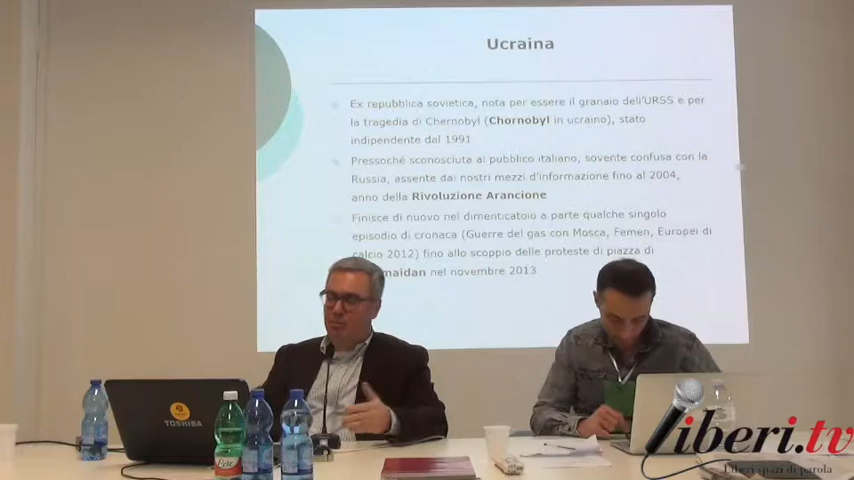 Ucraina
Ex repubblica sovietica, nota per essere il granaio dell'URSS e per
la tragedia di Chernobyl (Chornobyl in ucraino), stato
indipendente dal 1991
Pressoché sconosciuta al pubblico italiano, sovente confusa con la
Russia, assente dai nostri mezzi d'informazione fino al 2004,
anno della Rivoluzione Arancione
Finisce di nuovo nel dimenticatoio a parte qualche singolo
episodio di cronaca (Guerre del gas con Mosca, Femen, Europei di
calcio 2012) fino allo scoppio delle proteste di piazza di
maidan nel novembre di 2013
TOSHIBA
Fete
liberi.tv
Liberi spazi di parola